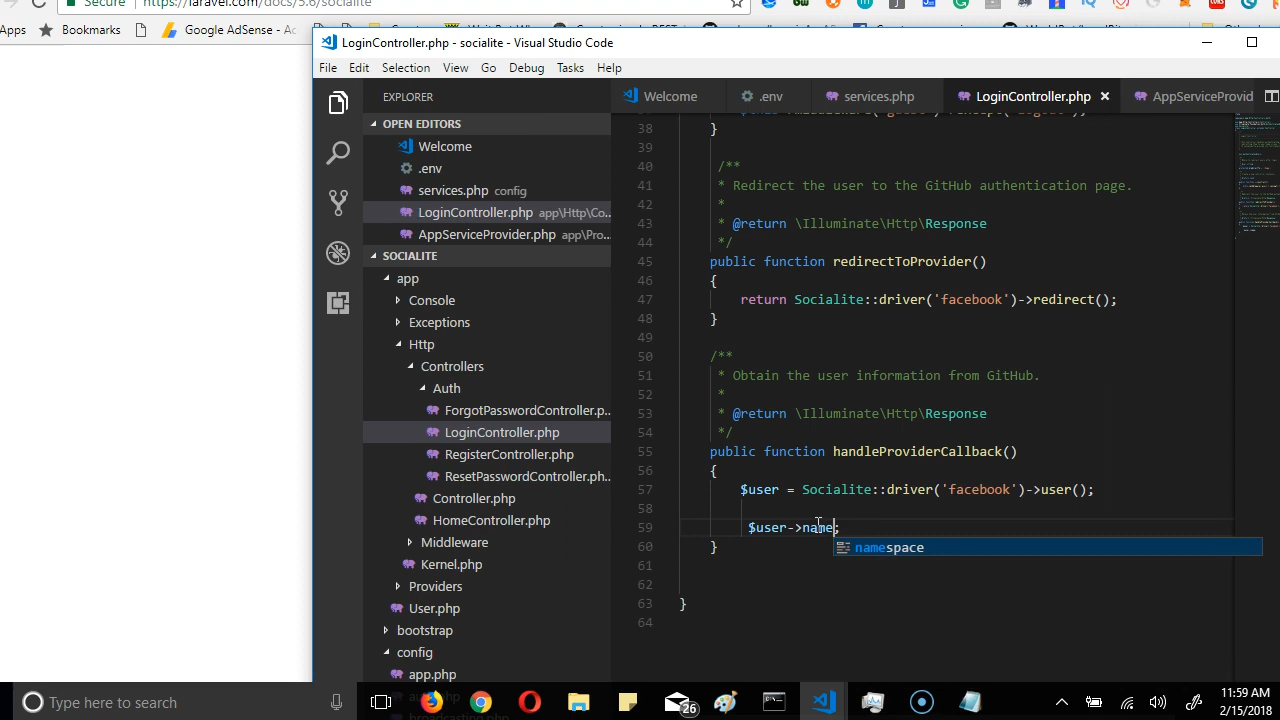 Secure https://laravel.com/docs/5.6/socialite
Apps Bookmarks Google AdSense - Ac
LoginController.php - socialite - Visual Studio Code
File Edit Selection View Go Debug Tasks Help
EXPLORER
OPEN EDITORS
Welcome
.env
services.php config
LoginController.php app\Http\Co...
AppServiceProvider.php app\Pro...
SOCIALITE
app
Console
Exceptions
Http
Controllers
Auth
ForgotPasswordController.p...
LoginController.php
RegisterController.php
ResetPasswordController.ph...
Controller.php
HomeController.php
Middleware
Kernel.php
Providers
User.php
bootstrap
config
app.php
Welcome .env services.php LoginController.php AppServiceProvid
38 }
39
40 /**
41 * Redirect the user to the GitHub authentication page.
42 *
43 * @return \Illuminate\Http\Response
44 */
45 public function redirectToProvider()
46 {
47 return Socialite::driver('facebook')->redirect();
48 }
49
50 /**
51 * Obtain the user information from GitHub.
52 *
53 * @return \Illuminate\Http\Response
54 */
55 public function handleProviderCallback()
56 {
57 $user = Socialite::driver('facebook')->user();
58
59 $user->name;
namespace
60 }
61
62
63 }
64
Type here to search
26
11:59 AM
2/15/2018